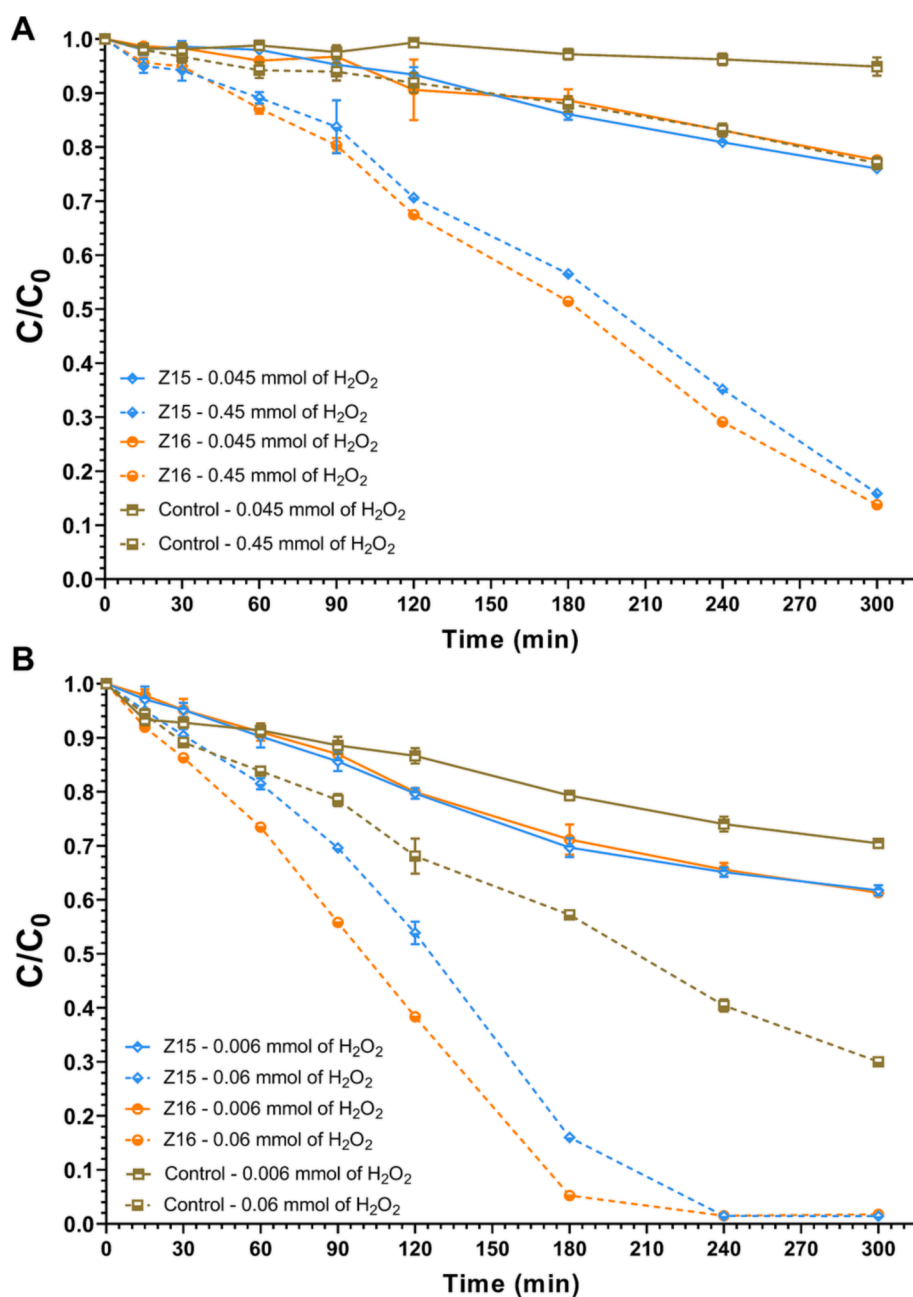 A
C/C₀
1.0
0.9
0.8
0.7
0.6
0.5
0.4
0.3
0.2
0.1
0.0
Z15 - 0.045 mmol of H₂O₂
Z15 - 0.45 mmol of H₂O₂
Z16 - 0.045 mmol of H₂O₂
Z16 - 0.45 mmol of H₂O₂
Control - 0.045 mmol of H₂O₂
Control - 0.45 mmol of H₂O₂
0 30 60 90 120 150 180 210 240 270 300
Time (min)
B
C/C₀
1.0
0.9
0.8
0.7
0.6
0.5
0.4
0.3
0.2
0.1
0.0
Z15 - 0.006 mmol of H₂O₂
Z15 - 0.06 mmol of H₂O₂
Z16 - 0.006 mmol of H₂O₂
Z16 - 0.06 mmol of H₂O₂
Control - 0.006 mmol of H₂O₂
Control - 0.06 mmol of H₂O₂
0 30 60 90 120 150 180 210 240 270 300
Time (min)